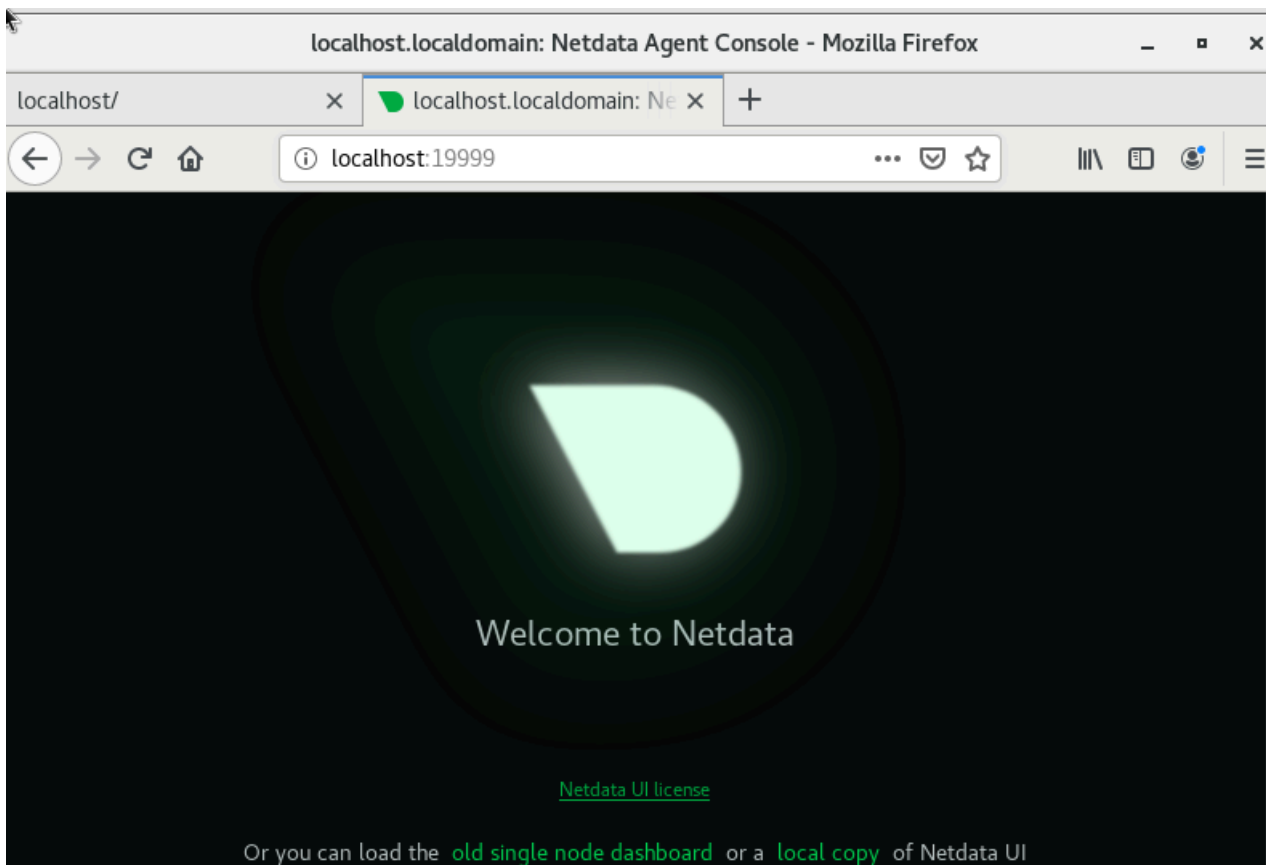 localhost.localdomain: Netdata Agent Console - Mozilla Firefox
localhost/
localhost.localdomain: Ne
localhost:19999
Welcome to Netdata
Netdata UI license
Or you can load the old single node dashboard or a local copy of Netdata UI